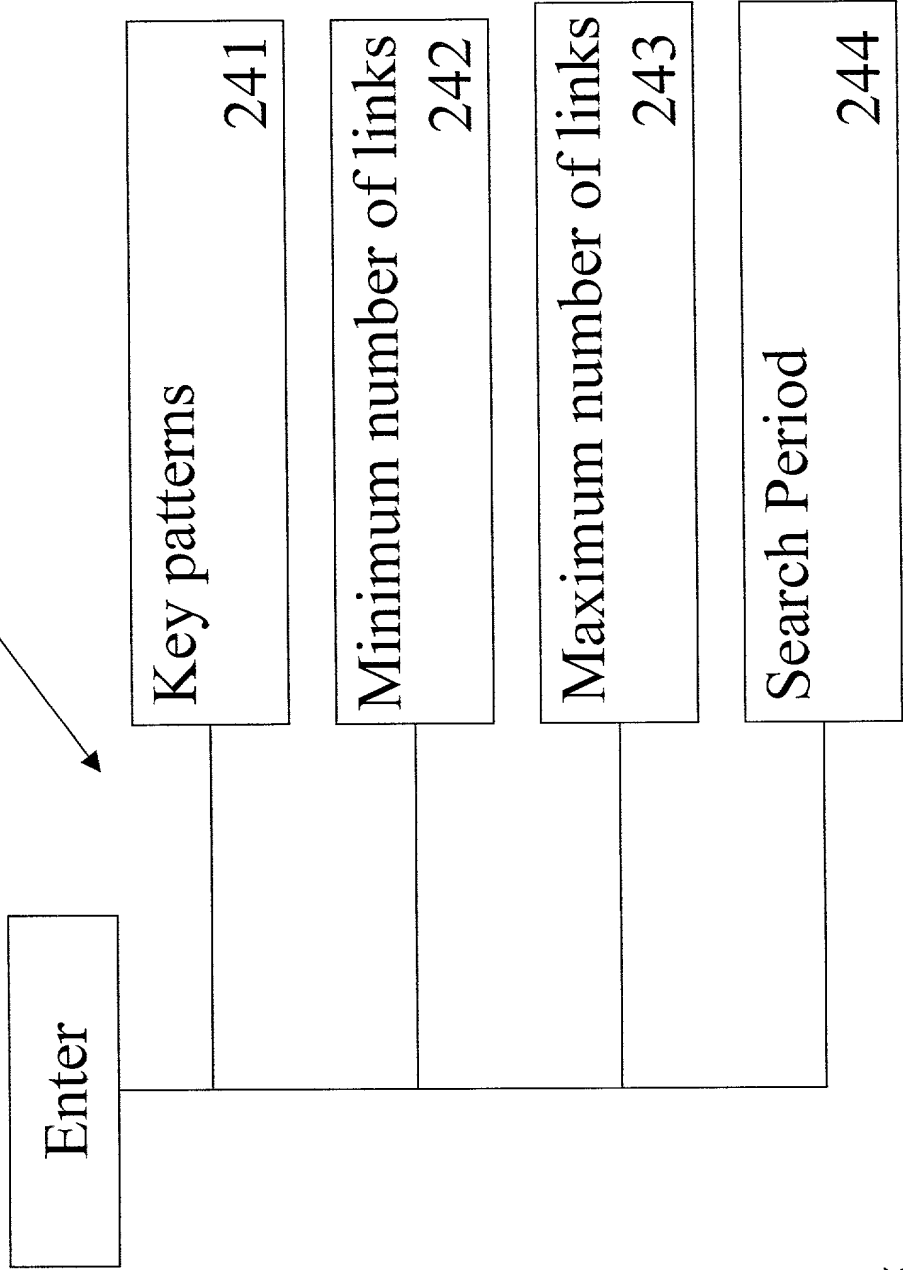 Enter
Key patterns
241
Minimum number of links
242
Maximum number of links
243
Search Period
244